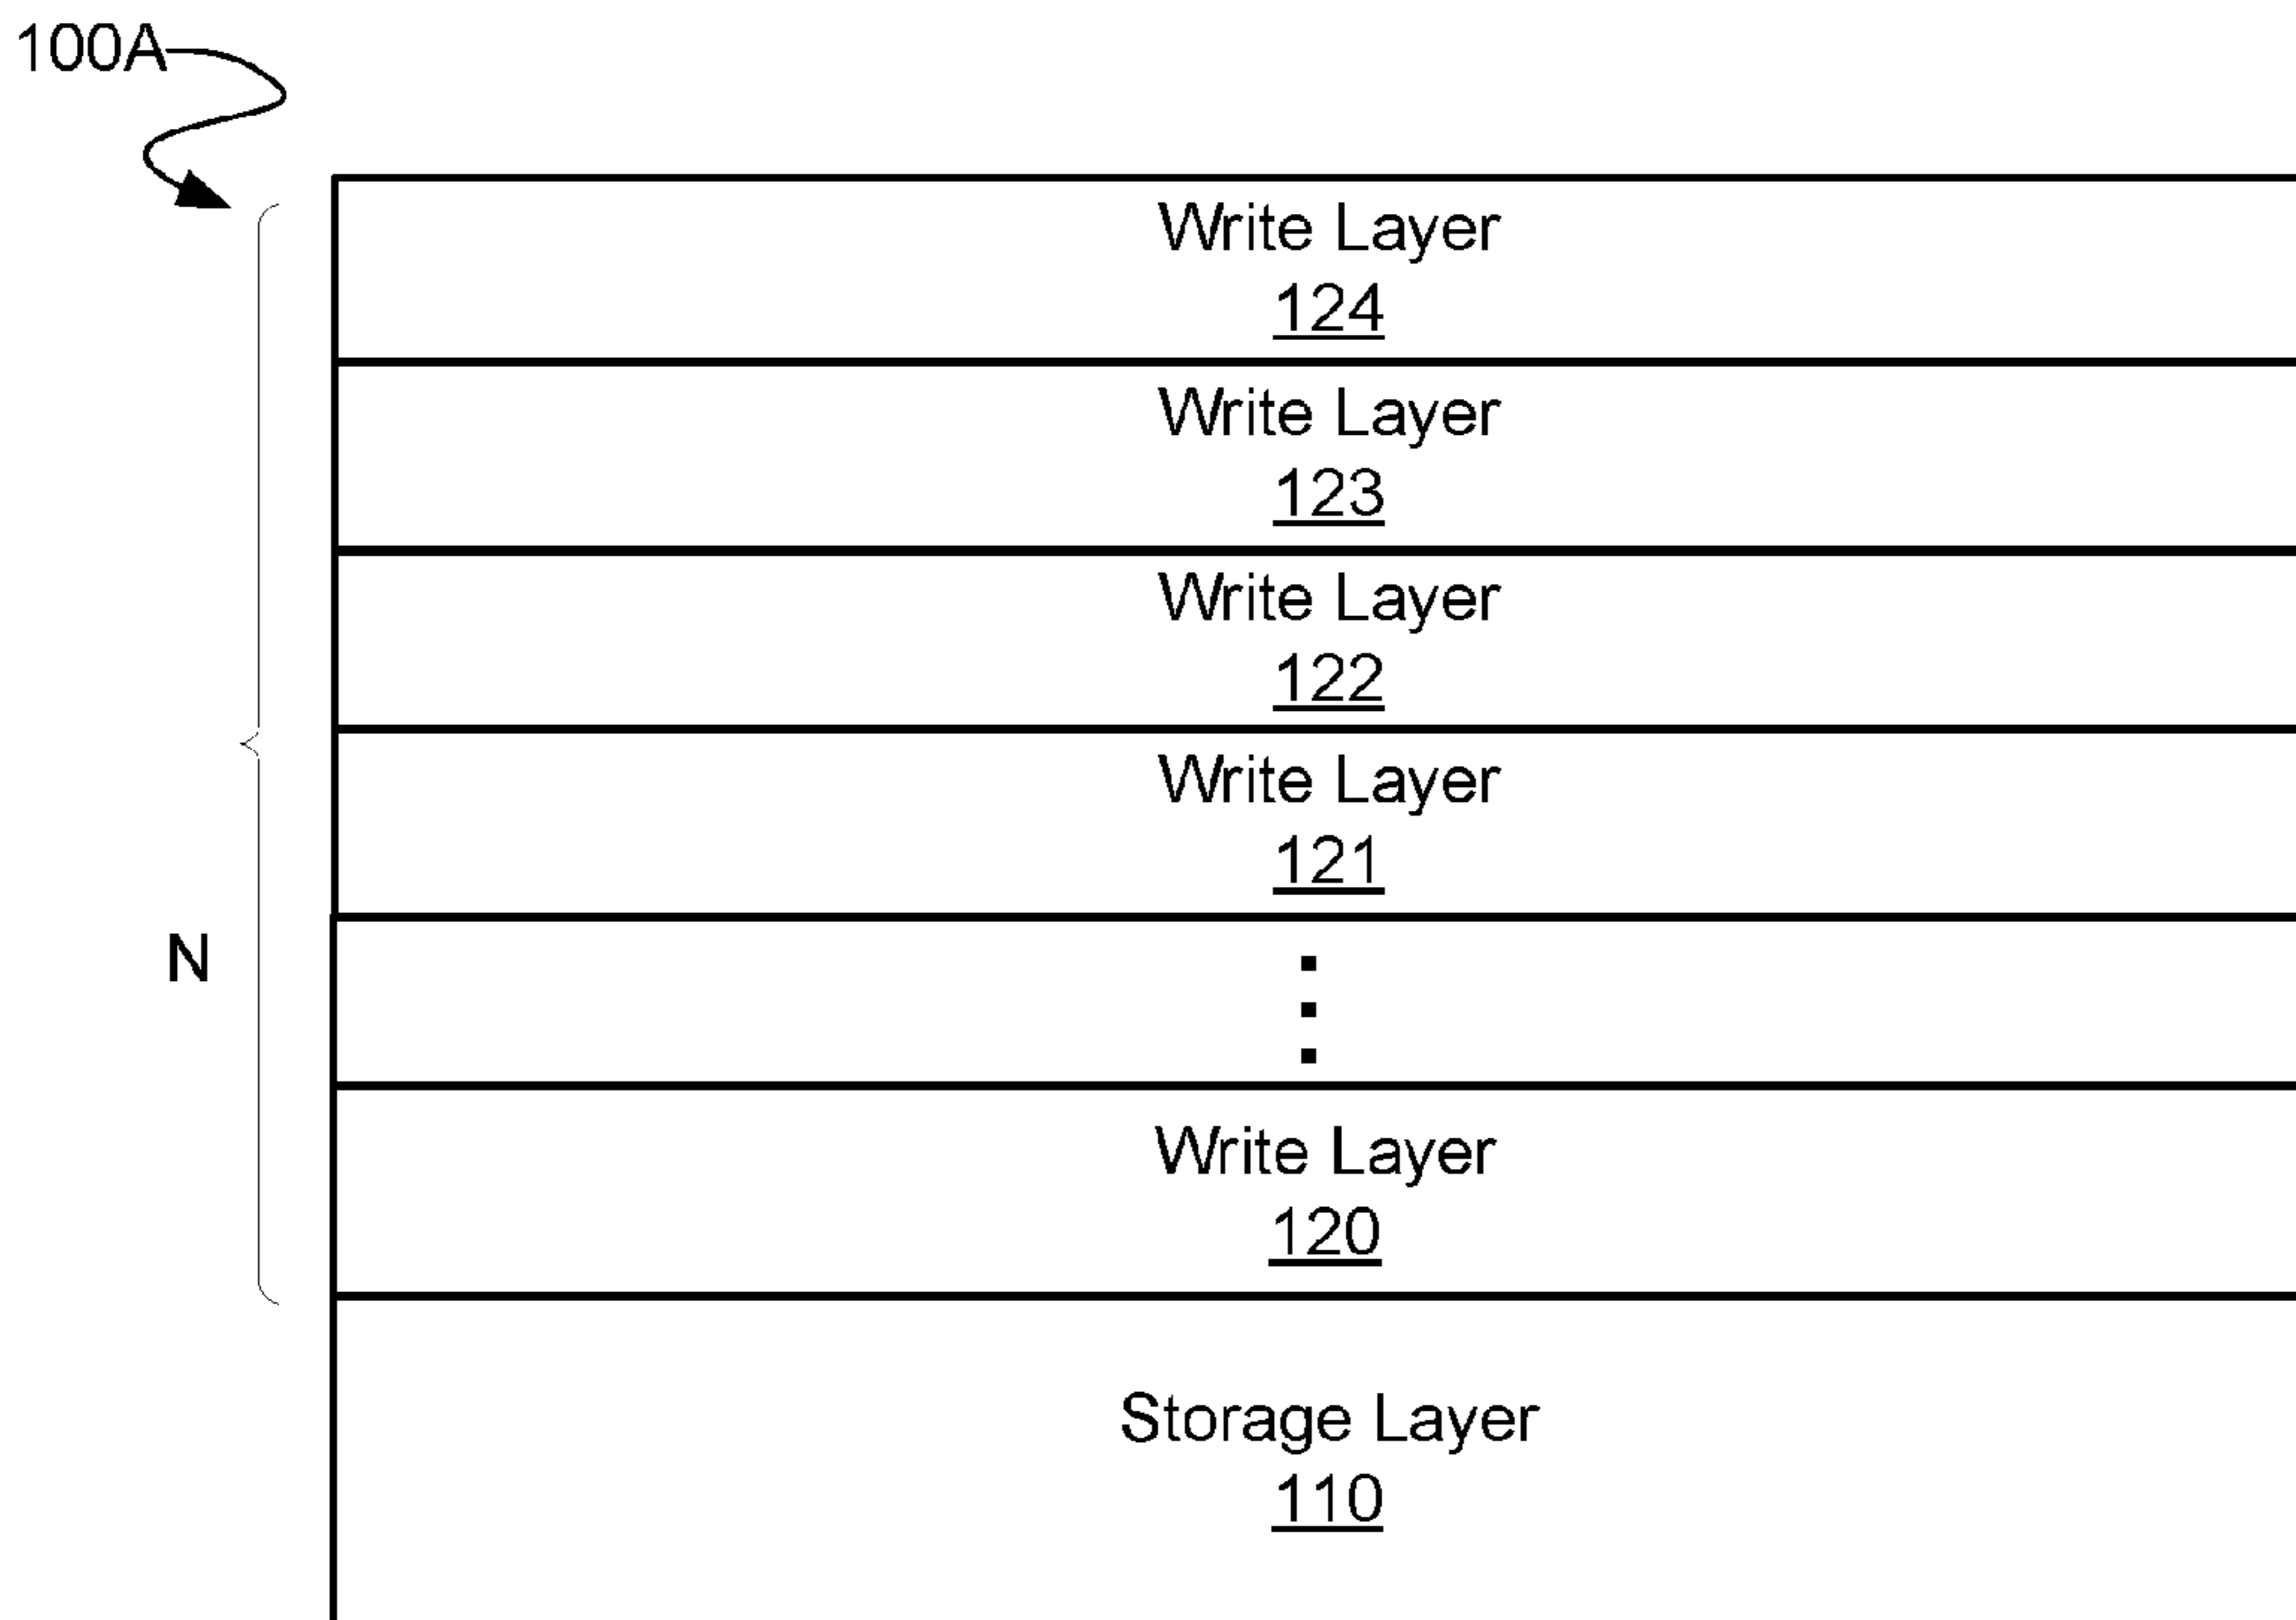 100A
Write Layer
124
Write Layer
123
Write Layer
122
Write Layer
121
N
Write Layer
120
Storage Layer
110